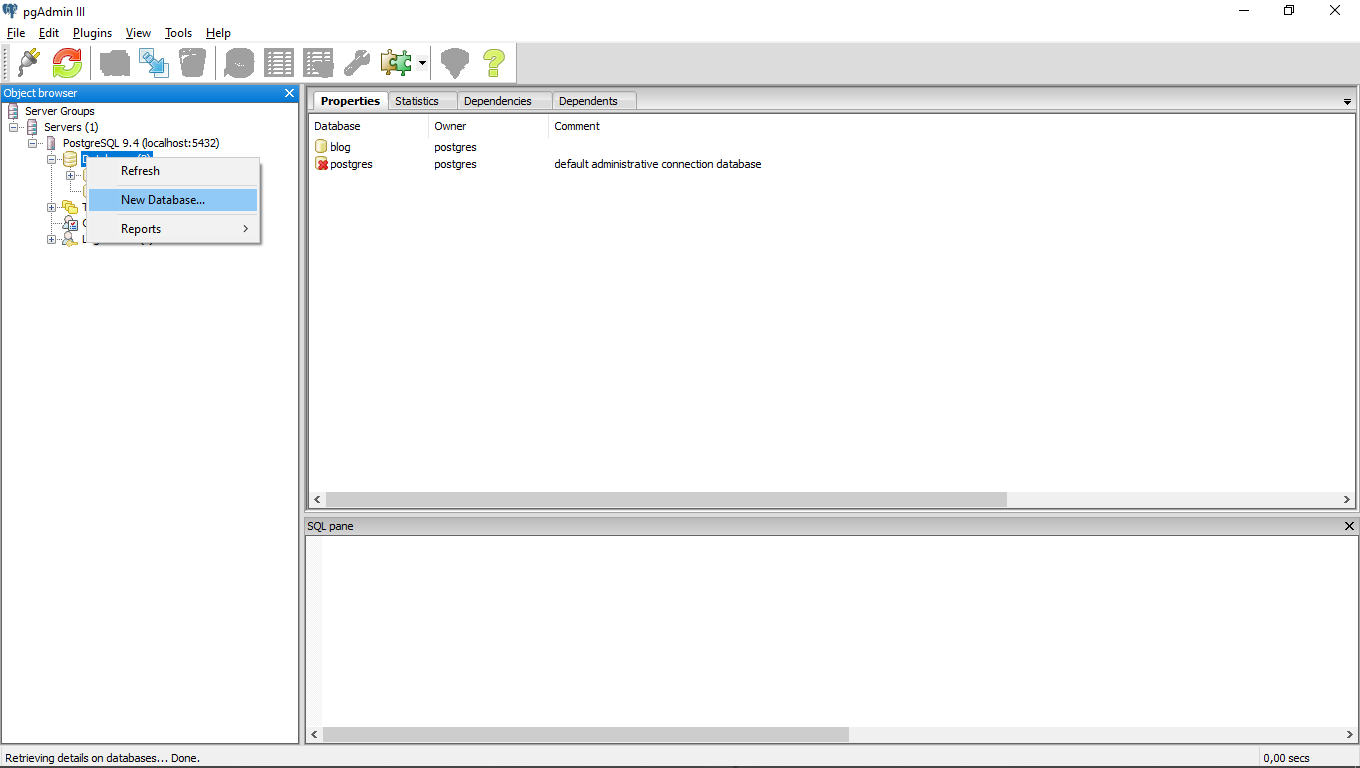 pgAdmin III
File Edit Plugins View Tools Help
Object browser
Server Groups
Servers (1)
PostgreSQL 9.4 (localhost:5432)
Refresh
New Database...
Reports
Properties Statistics Dependencies Dependents
Database Owner Comment
blog postgres
postgres postgres default administrative connection database
SQL pane
Retrieving details on databases... Done.
0,00 secs